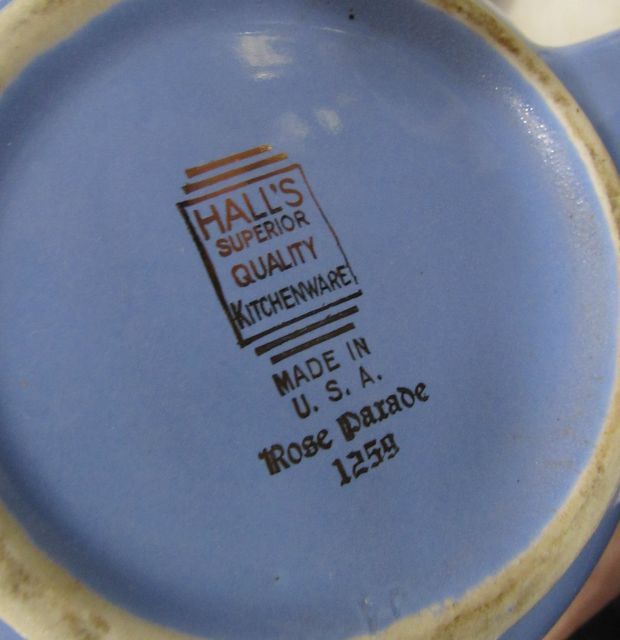 HALL'S
SUPERIOR
QUALITY
KITCHENWARE
MADE IN
U. S. A.
Rose Parade
1259